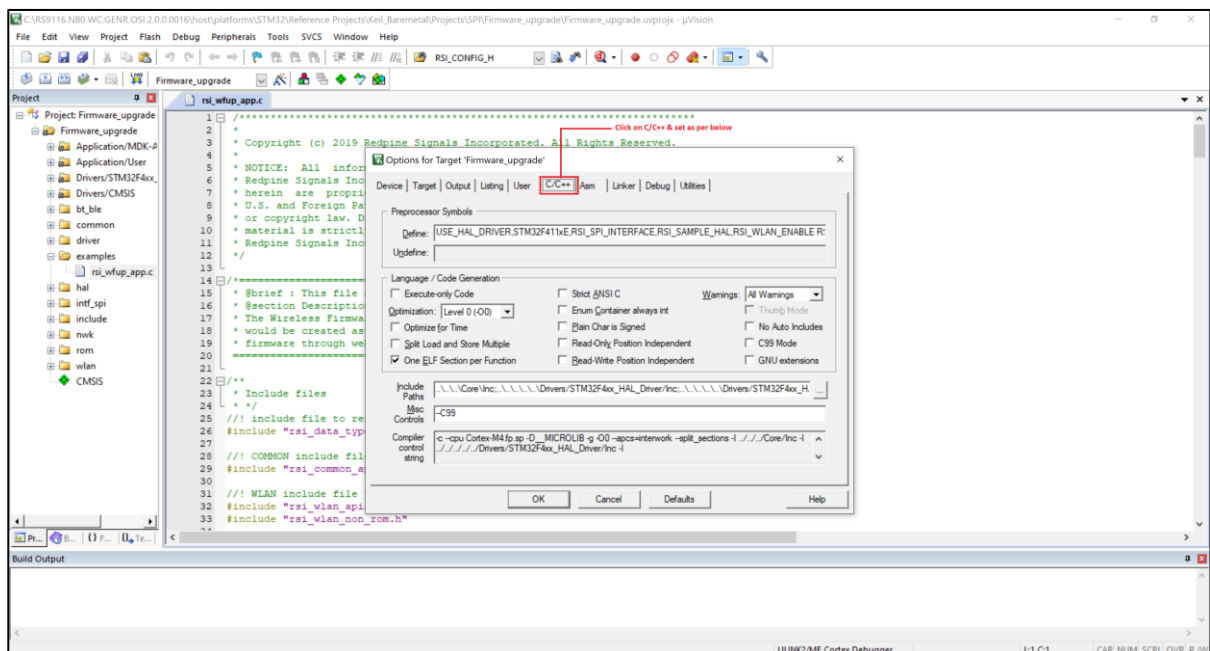 C:\RS9116.NB0.WC.GENR.OSI.2.0.0.0016\host\platforms\STM32\Reference Projects\Keil_Baremetal\Projects\SPI\Firmware_upgrade\Firmware_upgrade.uvprojx - µVision
File Edit View Project Flash Debug Peripherals Tools SVCS Window Help
RSI_CONFIG_H
LOAD Firmware_upgrade
Project
rsi_wfup_app.c
Project: Firmware_upgrade
Firmware_upgrade
Application/MDK-A
Application/User
Drivers/STM32F4xx_
Drivers/CMSIS
bt_ble
common
driver
examples
rsi_wfup_app.c
hal
intf_spi
include
nwk
rom
wlan
CMSIS
Pr... B... {} F... Te...
1 /**************************************************************************
2 *
3 * Copyright (c) 2019 Redpine Signals Incorporated. All Rights Reserved.
4 *
5 * NOTICE: All infor
6 * Redpine Signals Inc
7 * herein are propri
8 * U.S. and Foreign Pa
9 * or copyright law. D
10 * material is strictl
11 * Redpine Signals Inc
12 */
13
14 /*=
15 * @brief : This file
16 * @section Descriptio
17 * The Wireless Firmwa
18 * would be created as
19 * firmware through we
20
21
22 /**
23 * Include files
24 * */
25 //! include file to re
26 #include "rsi_data_typ
27
28 //! COMMON include fil
29 #include "rsi_common_a
30
31 //! WLAN include file
32 #include "rsi_wlan_api
33 #include "rsi_wlan_non_rom.h"
Click on C/C++ & set as per below
Options for Target 'Firmware_upgrade'
Device Target Output Listing User C/C++ Asm Linker Debug Utilities
Preprocessor Symbols
Define: USE_HAL_DRIVER,STM32F411xE,RSI_SPI_INTERFACE,RSI_SAMPLE_HAL,RSI_WLAN_ENABLE R
Undefine:
Language / Code Generation
Execute-only Code
Strict ANSI C
Warnings: All Warnings
Optimization: Level 0 (-O0)
Enum Container always int
Thumb Mode
Optimize for Time
Plain Char is Signed
No Auto Includes
Split Load and Store Multiple
Read-Only Position Independent
C99 Mode
One ELF Section per Function
Read-Write Position Independent
GNU extensions
Include Paths ..\..\..\Core\Inc;..\..\..\..\..\Drivers/STM32F4xx_HAL_Driver/Inc;..\..\..\..\..\Drivers/STM32F4xx_H.
...
Misc Controls -C99
Compiler control string
-c --cpu Cortex-M4.fp.sp -D__MICROLIB -g -O0 --apcs=interwork --split_sections -I ../../../Core/Inc -I
../../../../../Drivers/STM32F4xx_HAL_Driver/Inc -I
OK Cancel Defaults Help
Build Output
ULINK2/ME Cortex Debugger L:1 C:1 CAP NUM SCRL OVR R/W